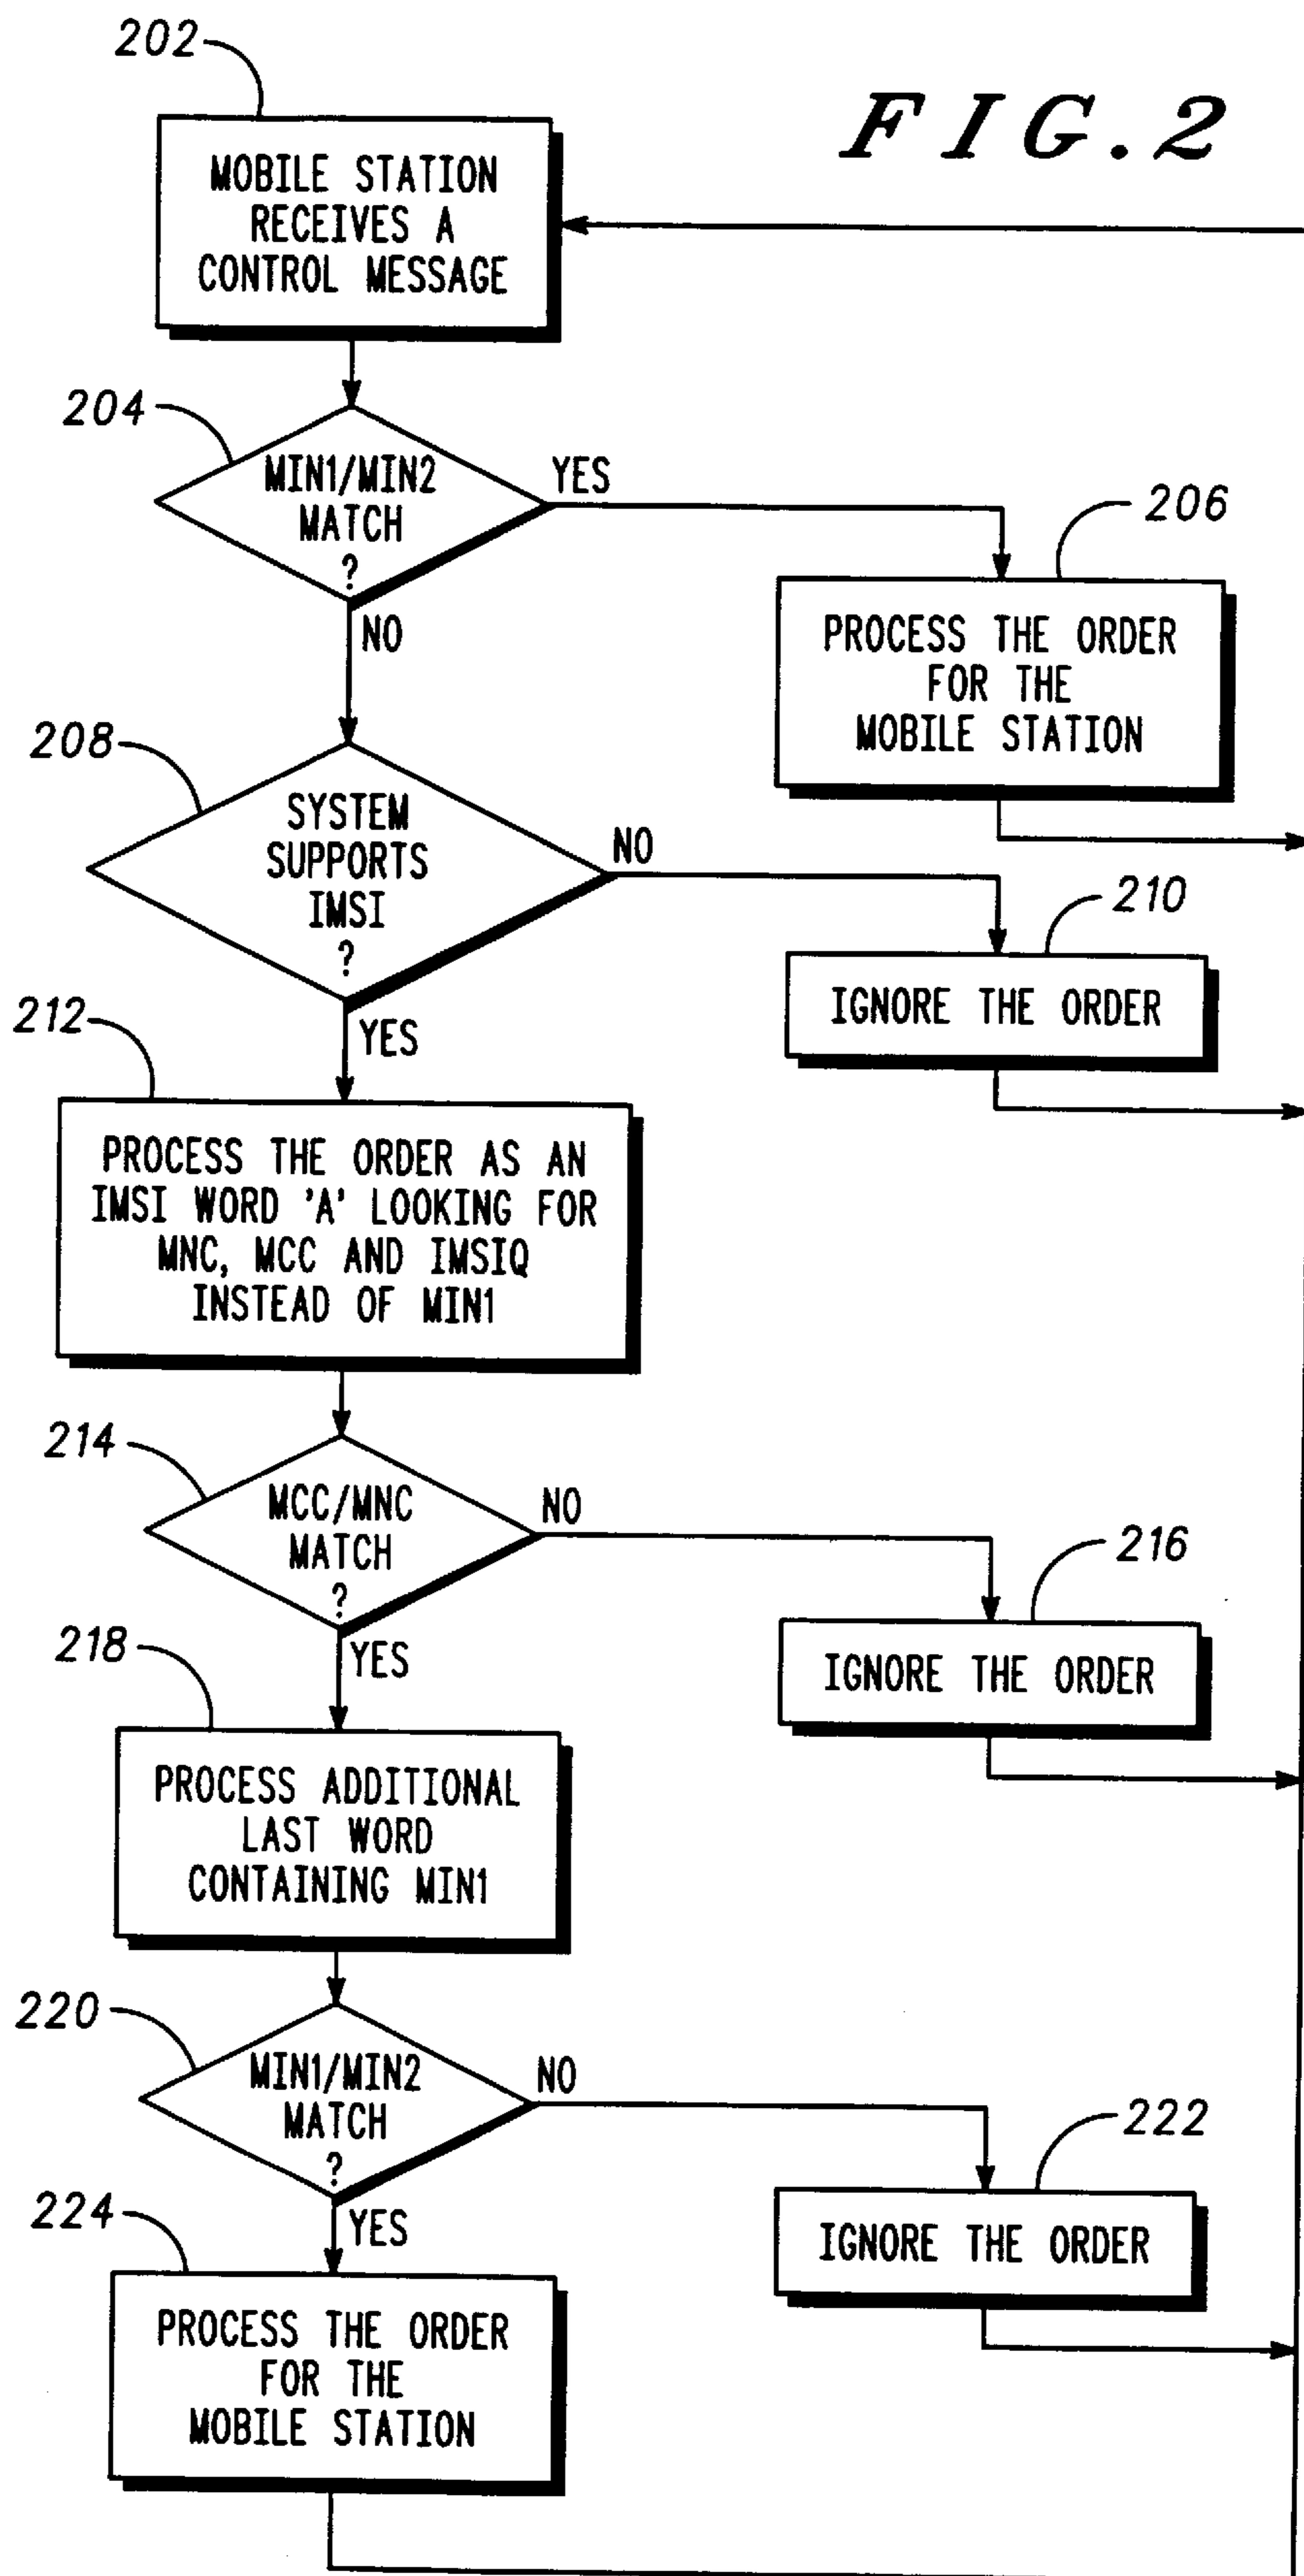 202
FIG.2
MOBILE STATION
RECEIVES A
CONTROL MESSAGE
204
MIN1/MIN2
MATCH
?
YES
NO
206
PROCESS THE ORDER
FOR THE
MOBILE STATION
208
SYSTEM
SUPPORTS
IMSI
?
NO
YES
210
IGNORE THE ORDER
212
PROCESS THE ORDER AS AN
IMSI WORD 'A' LOOKING FOR
MNC, MCC AND IMSIQ
INSTEAD OF MIN1
214
MCC/MNC
MATCH
?
NO
YES
216
IGNORE THE ORDER
218
PROCESS ADDITIONAL
LAST WORD
CONTAINING MIN1
220
MIN1/MIN2
MATCH
?
NO
YES
222
IGNORE THE ORDER
224
PROCESS THE ORDER
FOR THE
MOBILE STATION